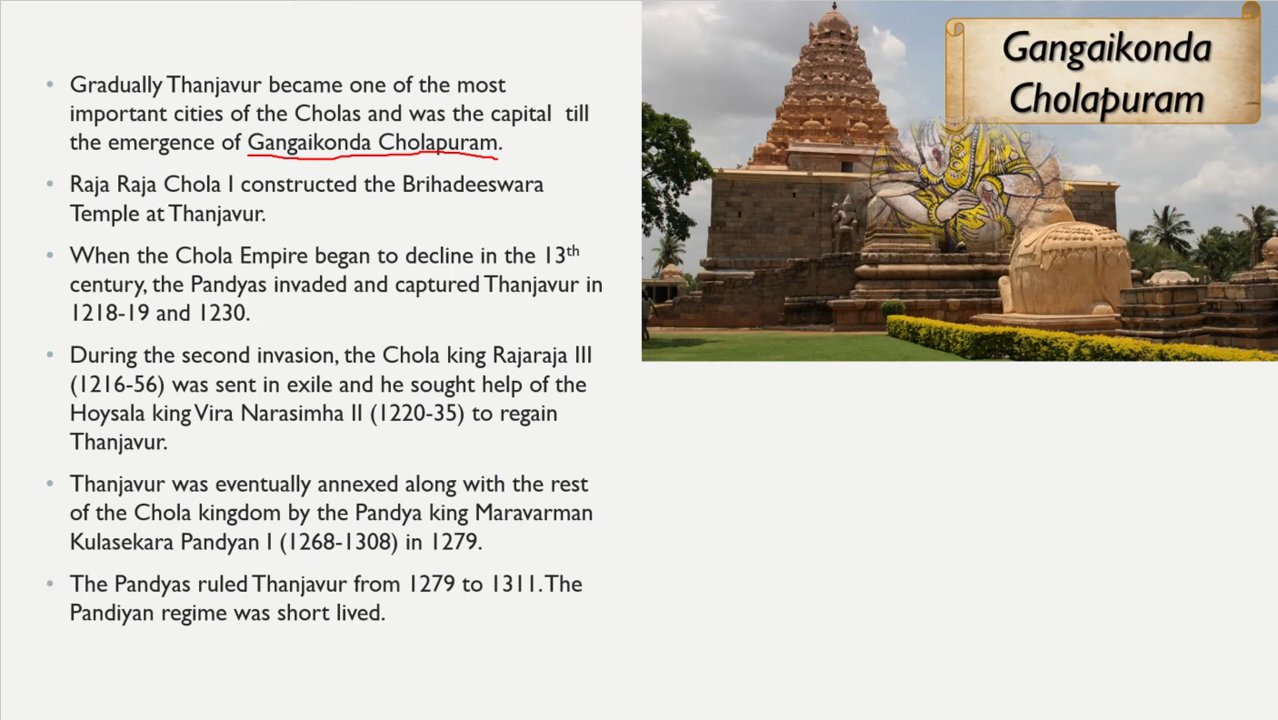 Gangaikonda
Cholapuram
• Gradually Thanjavur became one of the most
important cities of the Cholas and was the capital till
the emergence of Gangaikonda Cholapuram.
• Raja Raja Chola I constructed the Brihadeeswara
Temple at Thanjavur.
• When the Chola Empire began to decline in the 13th
century, the Pandyas invaded and captured Thanjavur in
1218-19 and 1230.
• During the second invasion, the Chola king Rajaraja III
(1216-56) was sent in exile and he sought help of the
Hoysala king Vira Narasimha II (1220-35) to regain
Thanjavur.
• Thanjavur was eventually annexed along with the rest
of the Chola kingdom by the Pandya king Maravarman
Kulasekara Pandyan I (1268-1308) in 1279.
• The Pandyas ruled Thanjavur from 1279 to 1311. The
Pandiyan regime was short lived.